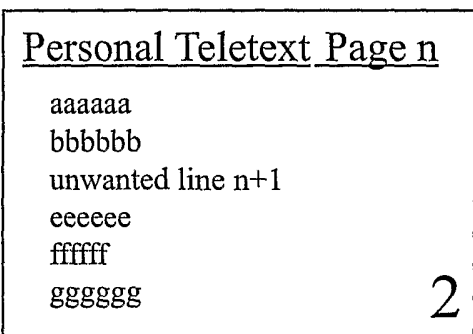 Personal Teletext Page n
aaaaaa
bbbbbb
unwanted line n+1
eeeeee
ffffff
gggggg
2